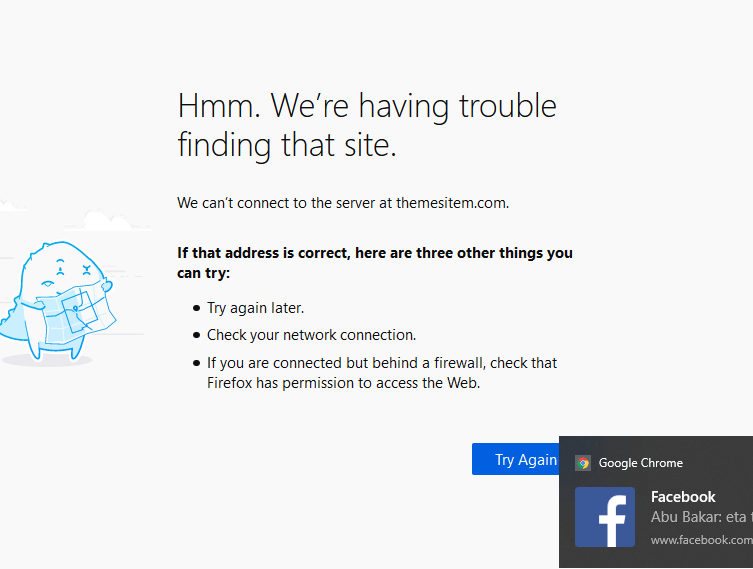 Hmm. We're having trouble
finding that site.
We can't connect to the server at themesitem.com.
If that address is correct, here are three other things you
can try:
Try again later.
Check your network connection.
If you are connected but behind a firewall, check that
Firefox has permission to access the Web.
Try Again
Google Chrome
Facebook
Abu Bakar: eta
www.facebook.com